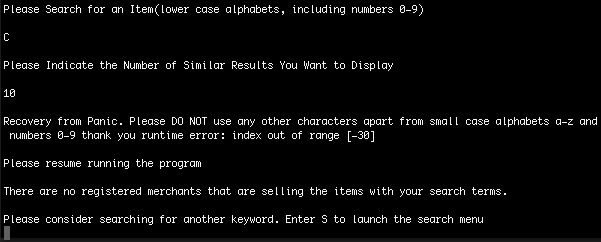 Please Search for an Item(lower case alphabets, including numbers 0-9)
C
Please Indicate the Number of Similar Results You Want to Display
10
Recovery from Panic. Please DO NOT use any other characters apart from small case alphabets a-z and
numbers 0-9 thank you runtime error: index out of range [-30]
Please resume running the program
There are no registered merchants that are selling the items with your search terms.
Please consider searching for another keyword. Enter S to launch the search menu